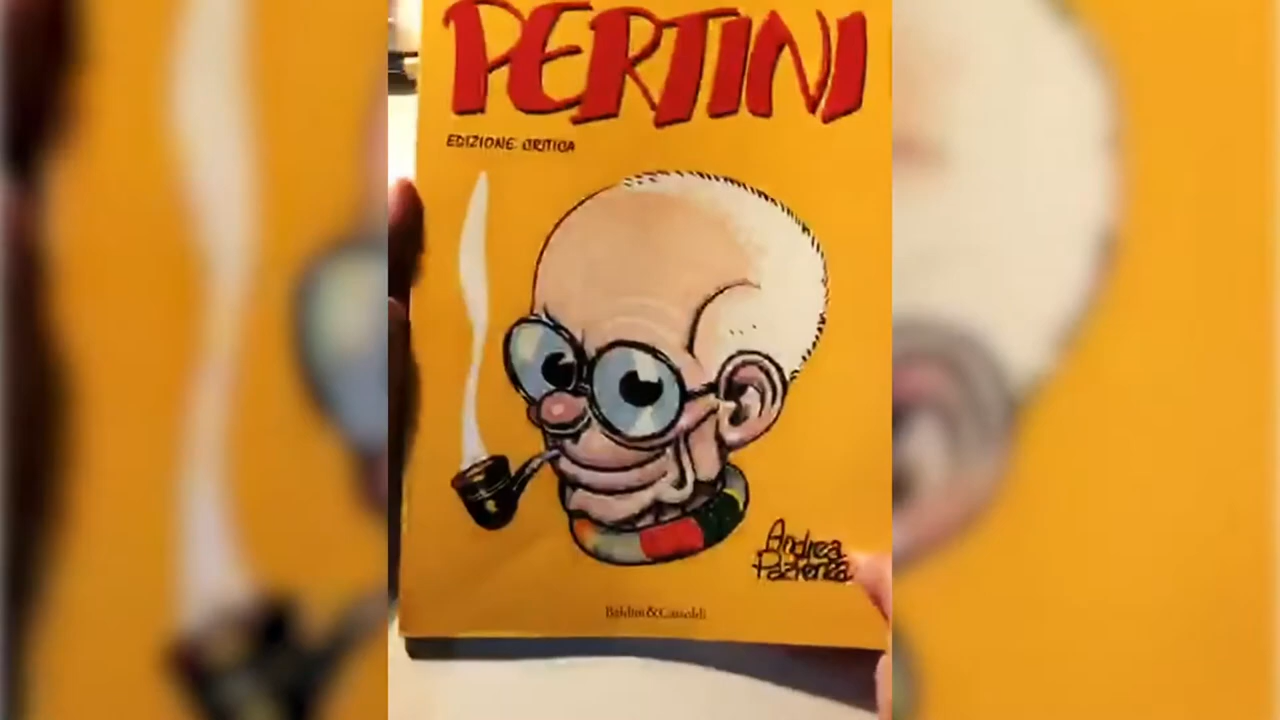 PERTINI
EDIZIONE CRITICA
Andrea
Pazienza
Baldini&Castoldi